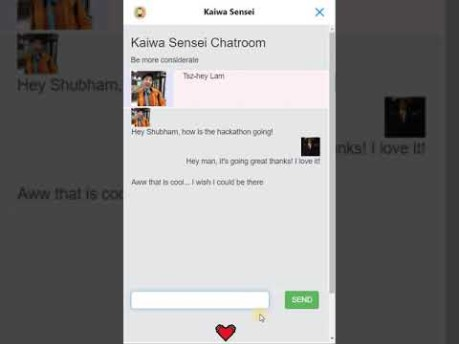 Kaiwa Sensei
Kaiwa Sensei Chatroom
Be more considerate
Tsz-hey Lam
Hey Shubham, how is the hackathon going!
Hey man, it's going great thanks! I love it!
Aww that is cool... I wish I could be there
SEND
Hey Shubham,
nks! I love it!
Aww that is coo